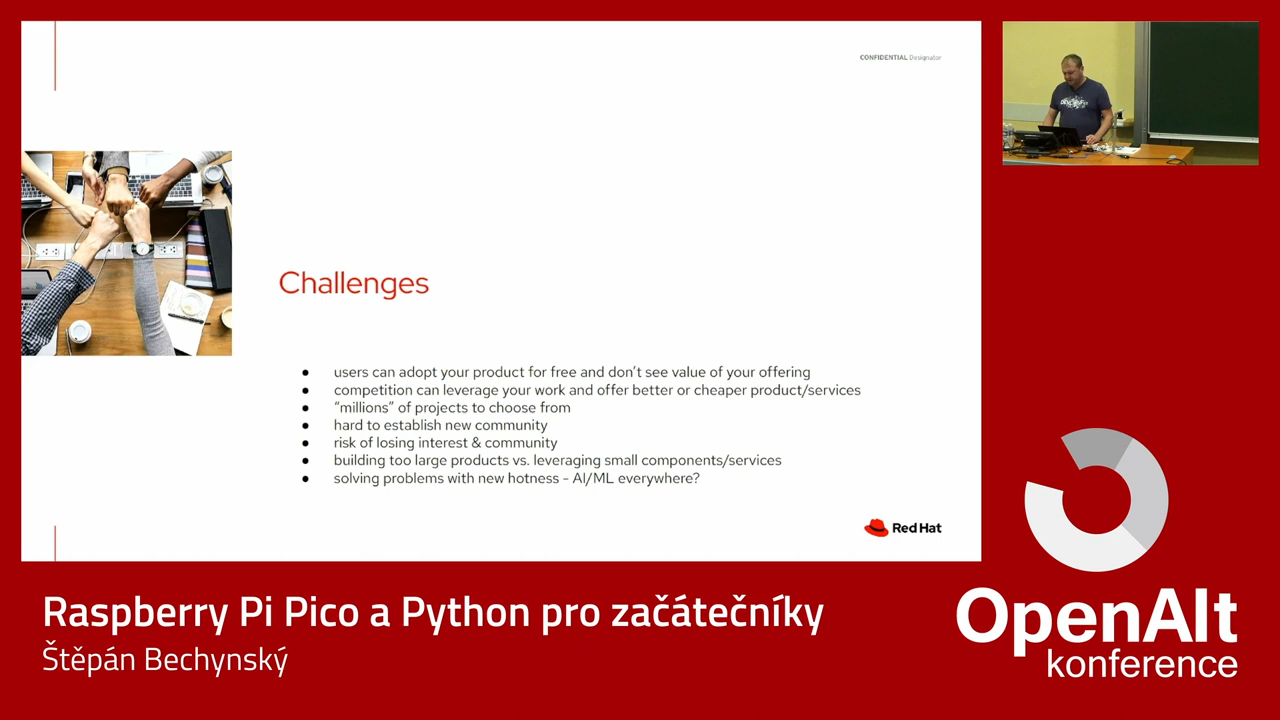 CONFIDENTIAL Designator
Challenges
● users can adopt your product for free and don’t see value of your offering
● competition can leverage your work and offer better or cheaper product/services
● “millions” of projects to choose from
● hard to establish new community
● risk of losing interest & community
● building too large products vs. leveraging small components/services
● solving problems with new hotness - AI/ML everywhere?
Red Hat
Raspberry Pi Pico a Python pro začátečníky
Štěpán Bechynský
OpenAlt
konference